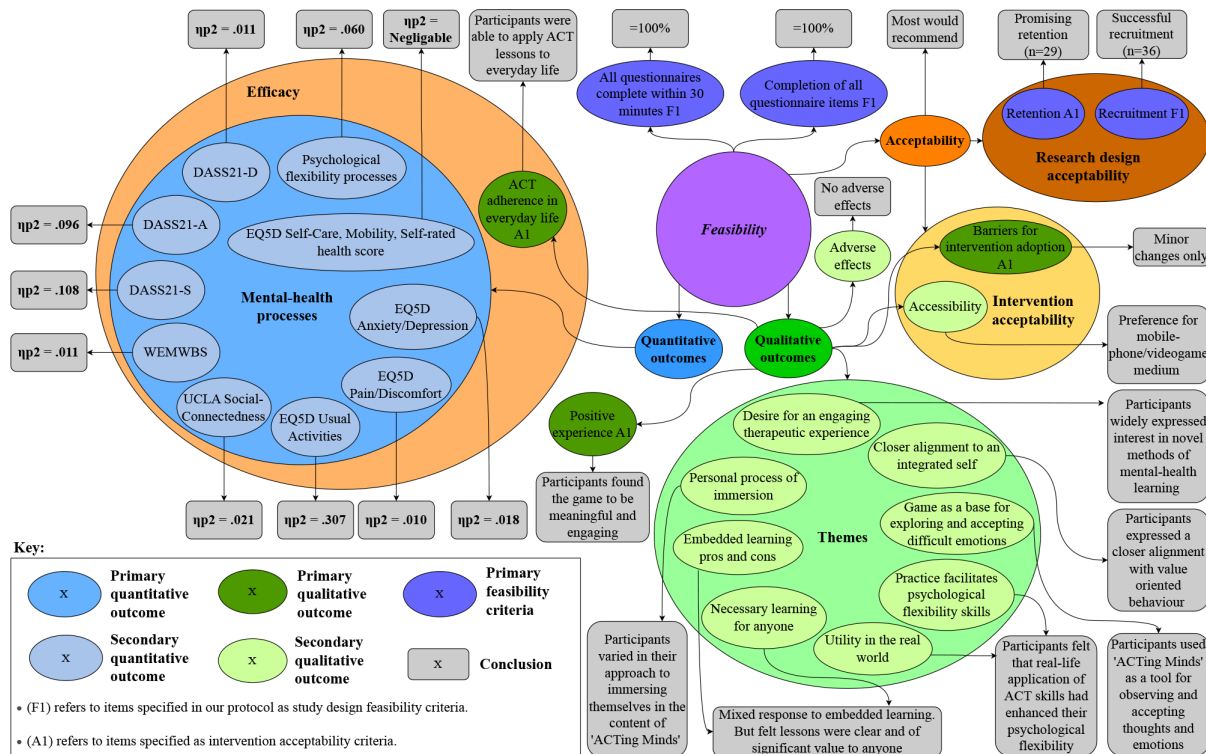 ηp2 = .011
ηp2 = .060
ηp2 =
Negligable
Participants were
able to apply ACT
lessons to
everyday life
=100%
=100%
Most would
recommend
Promising
retention
(n=29)
Successful
recruitment
(n=36)
Efficacy
All questionnaires
complete within 30
minutes F1
Completion of all
questionnaire items F1
Retention A1
Recruitment F1
Acceptability
Research design
acceptability
DASS21-D
Psychological
flexibility processes
ACT
adherence in
everyday life
A1
No adverse
effects
ηp2 = .096
DASS21-A
EQ5D Self-Care, Mobility, Self-rated
health score
Feasibility
Adverse
effects
Barriers for
intervention adoption
A1
Minor
changes only
ηp2 = .108
DASS21-S
Mental-health
processes
EQ5D
Anxiety/Depression
Accessibility
Intervention
acceptability
ηp2 = .011
WEMWBS
Quantitative
outcomes
Qualitative
outcomes
Preference for
mobile-
phone/videogame
medium
UCLA Social-
Connectedness
EQ5D Usual
Activities
EQ5D
Pain/Discomfort
Positive
experience A1
Desire for an engaging
therapeutic experience
Participants
widely expressed
interest in novel
methods of
mental-health
learning
Closer alignment to an
integrated self
Personal process of
immersion
Participants found
the game to be
meaningful and
engaging
ηp2 = .021
ηp2 = .307
ηp2 = .010
ηp2 = .018
Game as a base for
exploring and accepting
difficult emotions
Embedded learning
pros and cons
Themes
Participants
expressed a
closer alignment
with value
oriented
behaviour
Practice facilitates
psychological
flexibility skills
Necessary learning
for anyone
Utility in the real
world
Key:
x
Primary
quantitative
outcome
x
Primary
qualitative
outcome
x
Primary
feasibility
criteria
x
Secondary
quantitative
outcome
x
Secondary
qualitative
outcome
x
Conclusion
• (F1) refers to items specified in our protocol as study design feasibility criteria.
• (A1) refers to items specified as intervention acceptability criteria.
Participants
varied in their
approach to
immersing
themselves in the
content of
'ACTing Minds'
Mixed response to embedded learning.
But felt lessons were clear and of
significant value to anyone
Participants felt
that real-life
application of
ACT skills had
enhanced their
psychological
flexibility
Participants used
'ACTing Minds'
as a tool for
observing and
accepting
thoughts and
emotions